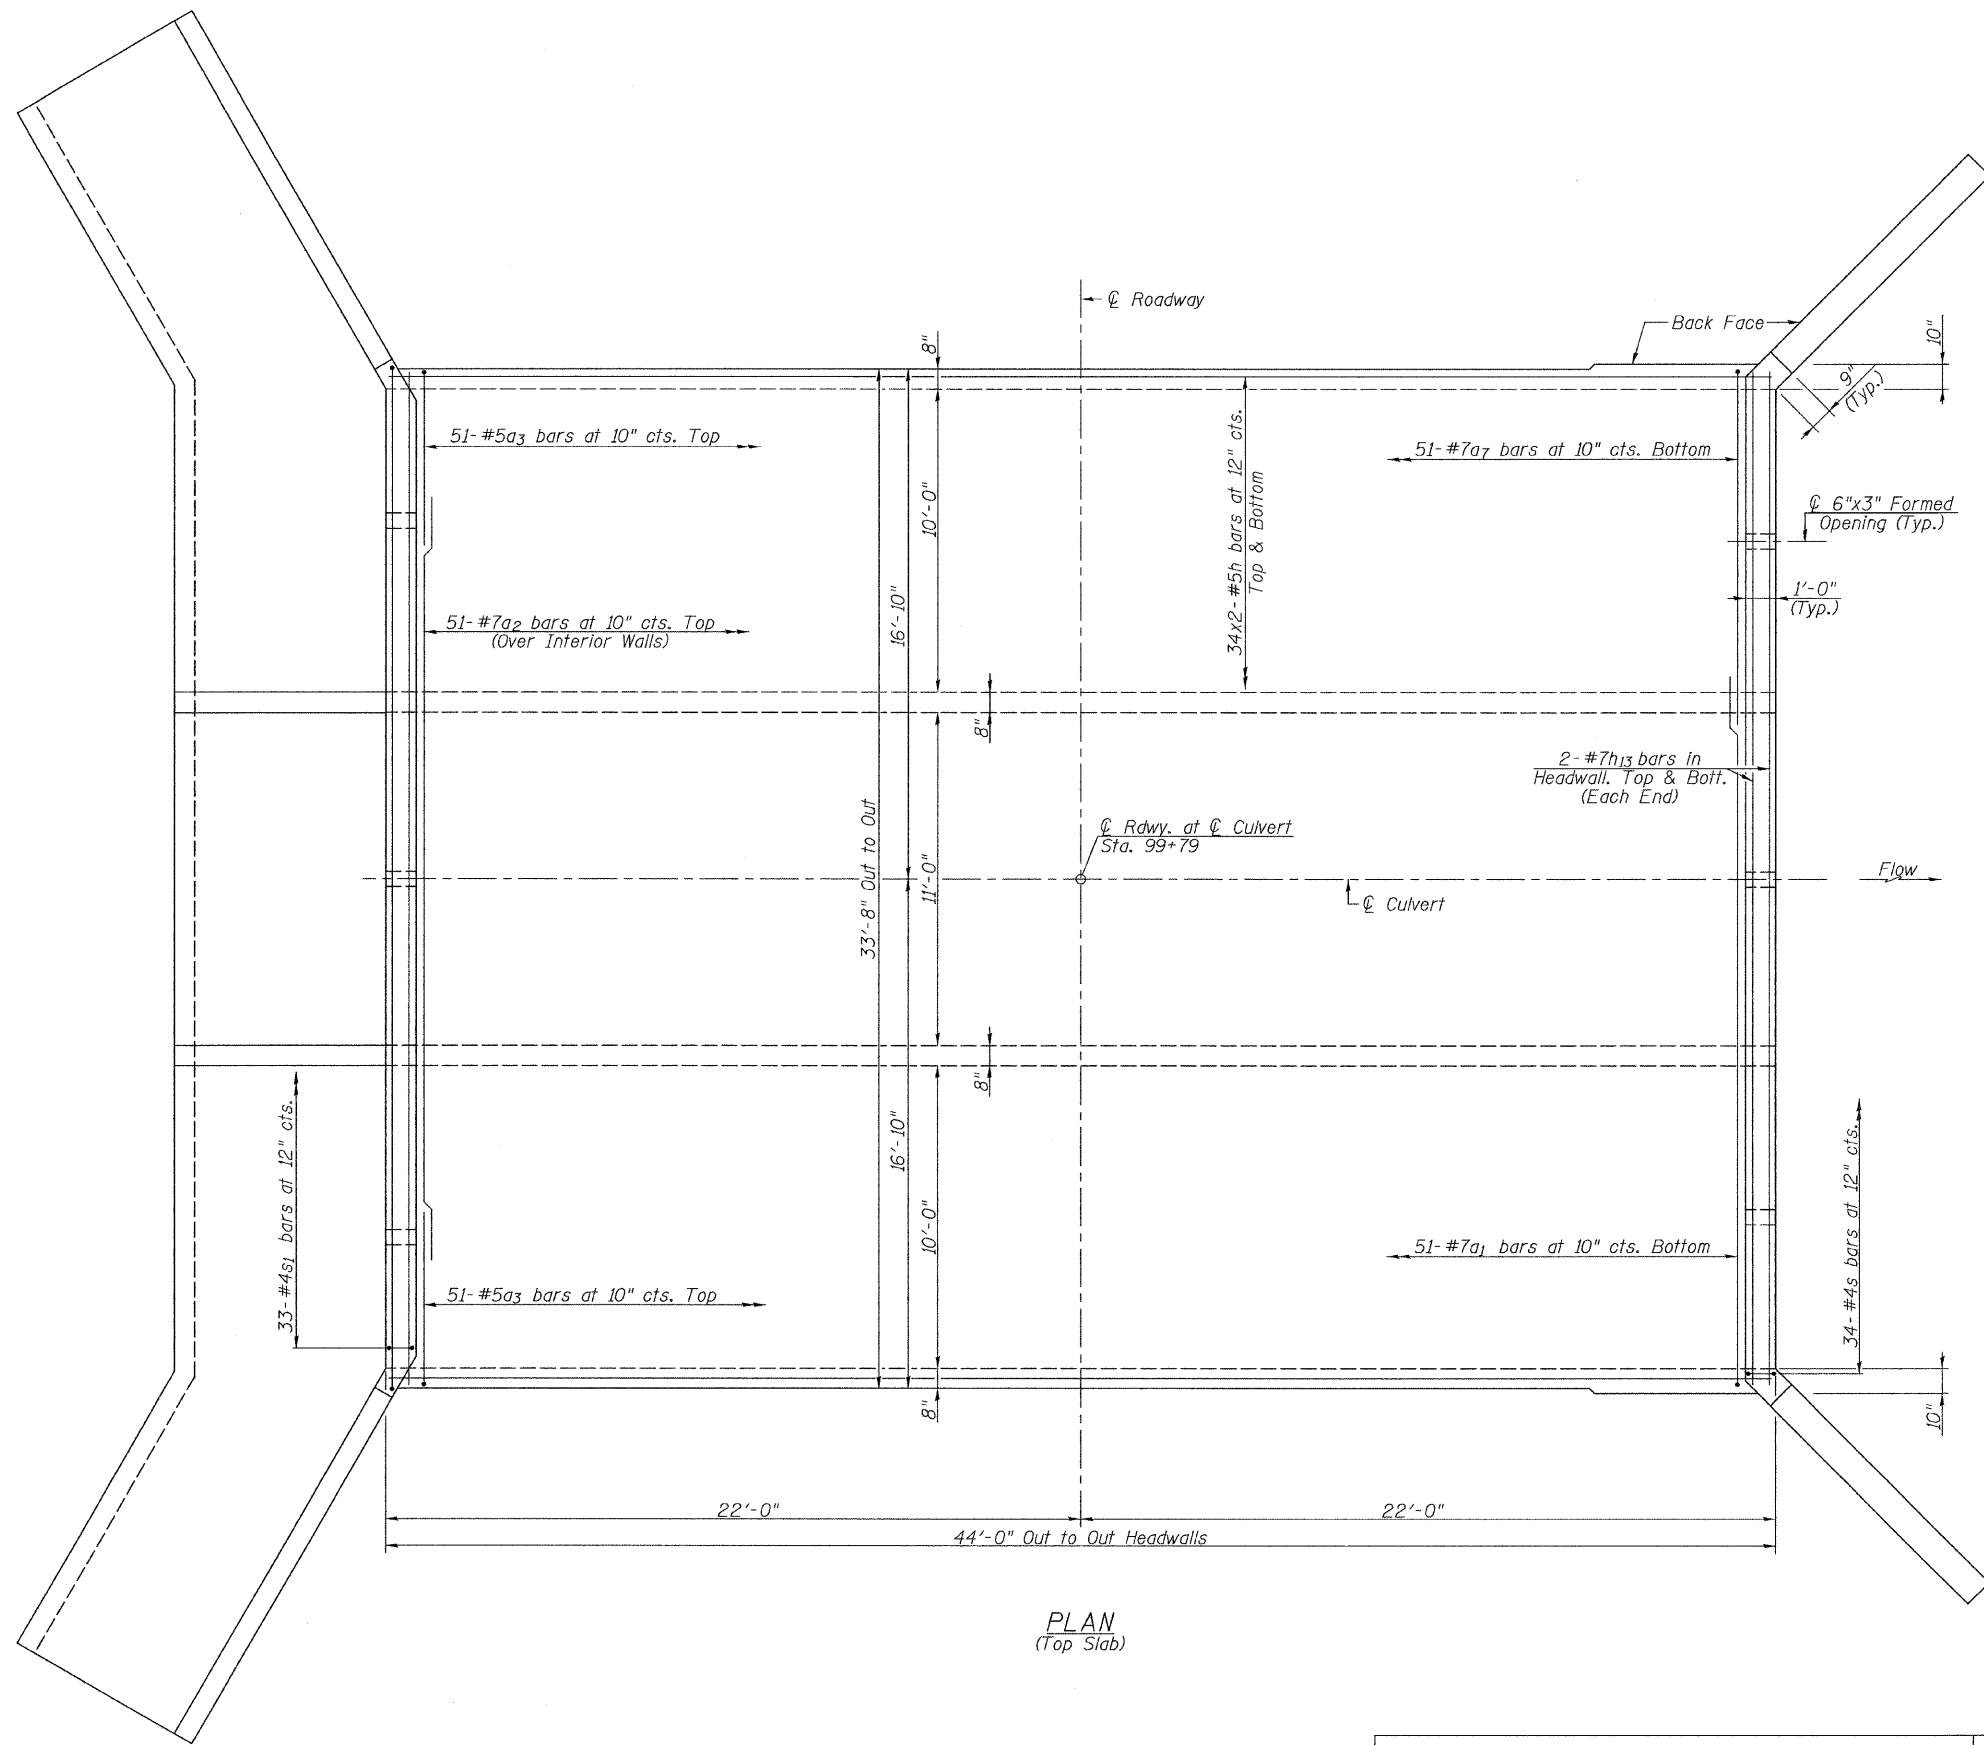 ℄ Roadway
Back Face
8"
10"
9"
(Typ.)
51-#5a3 bars at 10" cts. Top
34x2-#5h bars at 12" cts.
Top & Bottom
51-#7a7 bars at 10" cts. Bottom
10'-0"
℄ 6"x3" Formed
Opening (Typ.)
16'-10"
1'-0"
(Typ.)
51-#7a2 bars at 10" cts. Top
(Over Interior Walls)
8"
2-#7h13 bars in
Headwall. Top & Bott.
(Each End)
33'-8" Out to Out
11'-0"
℄ Rdwy. at ℄ Culvert
Sta. 99+79
Flow
℄ Culvert
8"
33-#4s1 bars at 12" cts.
16'-10"
10'-0"
34-#4s bars at 12" cts.
51-#7a1 bars at 10" cts. Bottom
51-#5a3 bars at 10" cts. Top
8"
10"
22'-0"
22'-0"
44'-0" Out to Out Headwalls
PLAN
(Top Slab)